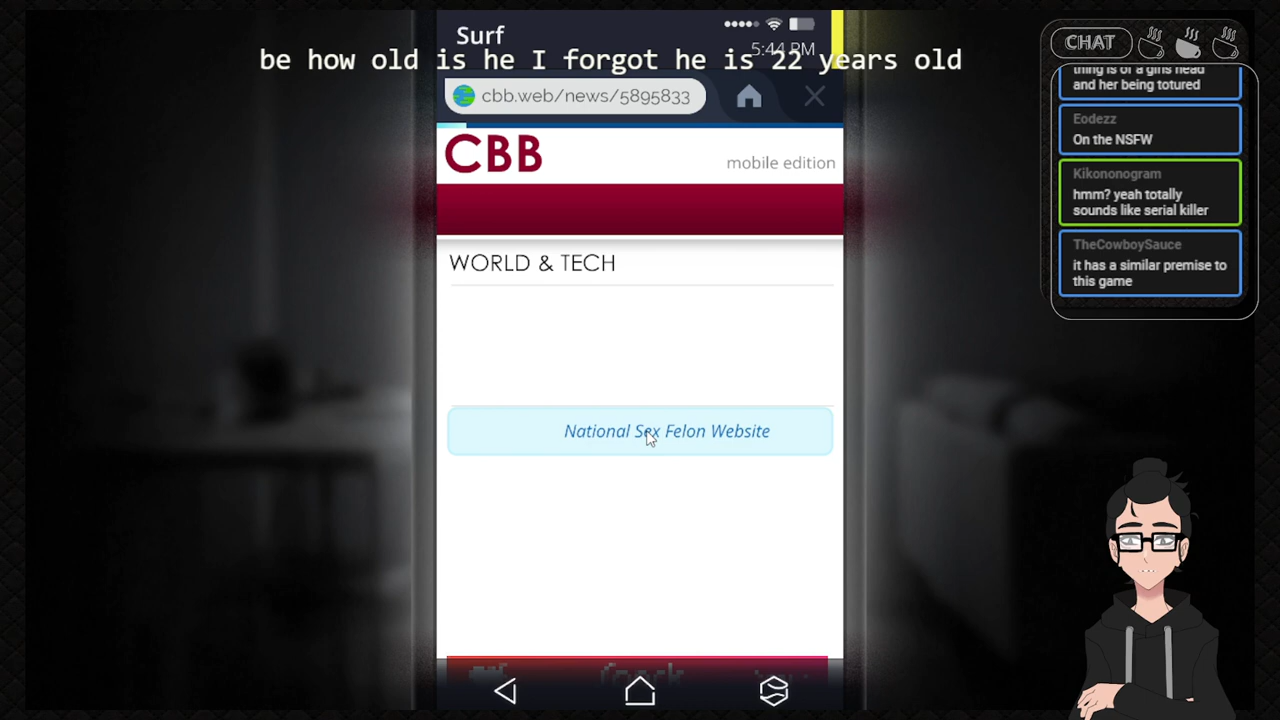 Surf
5:44 PM
be how old is he I forgot he is 22 years old
cbb.web/news/5895833
CBB
mobile edition
WORLD & TECH
National Sex Felon Website
CHAT
thing is of a girls head
and her being totured
Eodezz
On the NSFW
Kikononogram
hmm? yeah totally
sounds like serial killer
TheCowboySauce
it has a similar premise to
this game